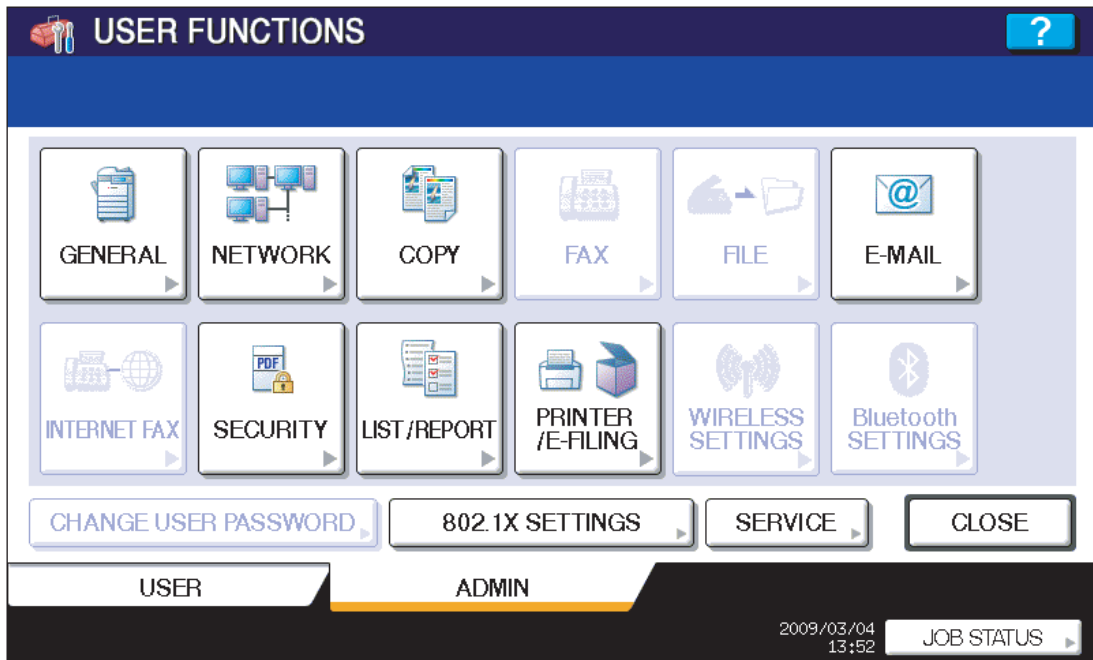 USER FUNCTIONS
?
GENERAL
NETWORK
COPY
FAX
FILE
@
E-MAIL
INTERNET FAX
PDF
SECURITY
LIST/REPORT
PRINTER
/E-FILING
WIRELESS
SETTINGS
Bluetooth
SETTINGS
CHANGE USER PASSWORD
802.1X SETTINGS
SERVICE
CLOSE
USER
ADMIN
2009/03/04
13:52
JOB STATUS